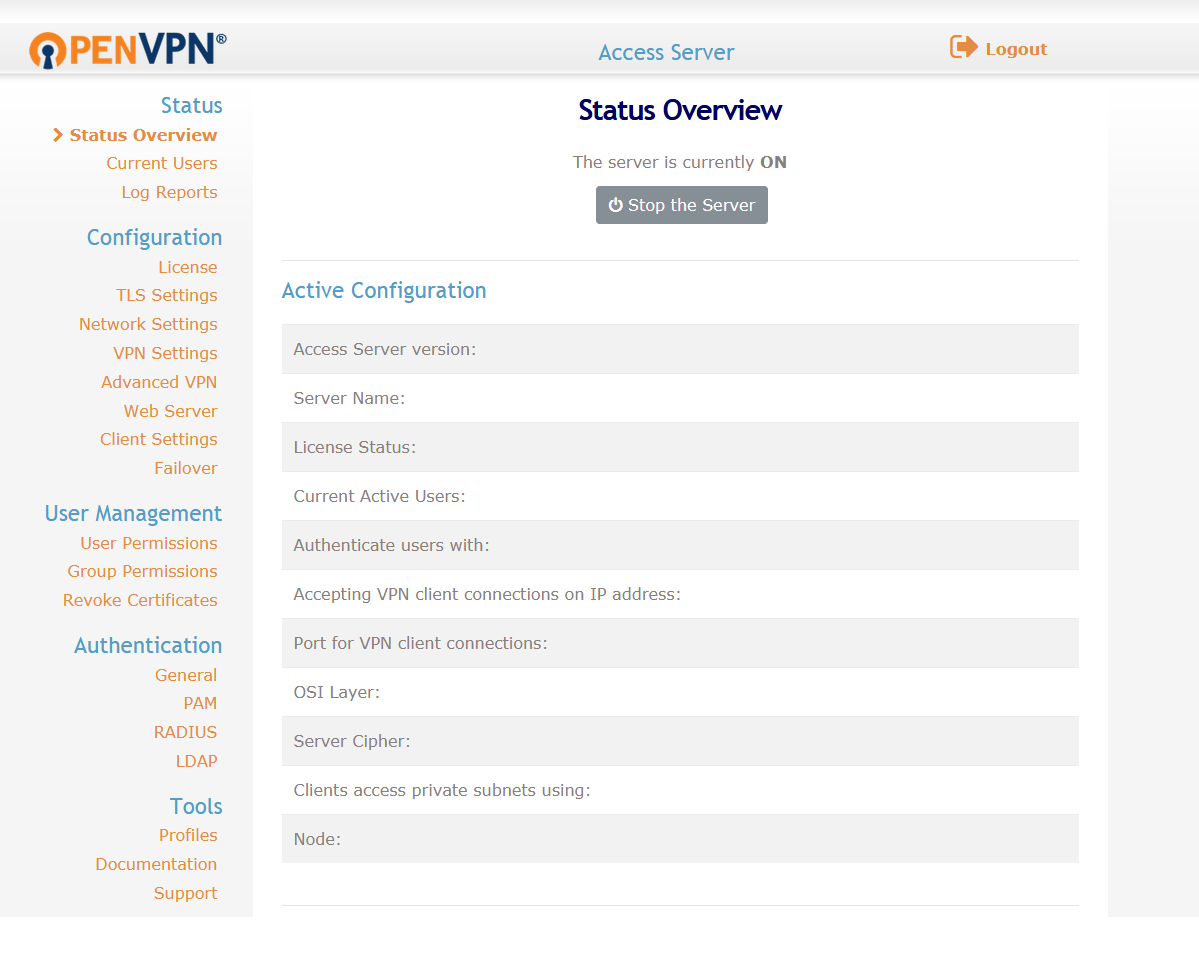 OPENVPN®
Access Server
Logout
Status
Status Overview
Current Users
Log Reports
Configuration
License
TLS Settings
Network Settings
VPN Settings
Advanced VPN
Web Server
Client Settings
Failover
User Management
User Permissions
Group Permissions
Revoke Certificates
Authentication
General
PAM
RADIUS
LDAP
Tools
Profiles
Documentation
Support
Status Overview
The server is currently ON
Stop the Server
Active Configuration
Access Server version:
Server Name:
License Status:
Current Active Users:
Authenticate users with:
Accepting VPN client connections on IP address:
Port for VPN client connections:
OSI Layer:
Server Cipher:
Clients access private subnets using:
Node: